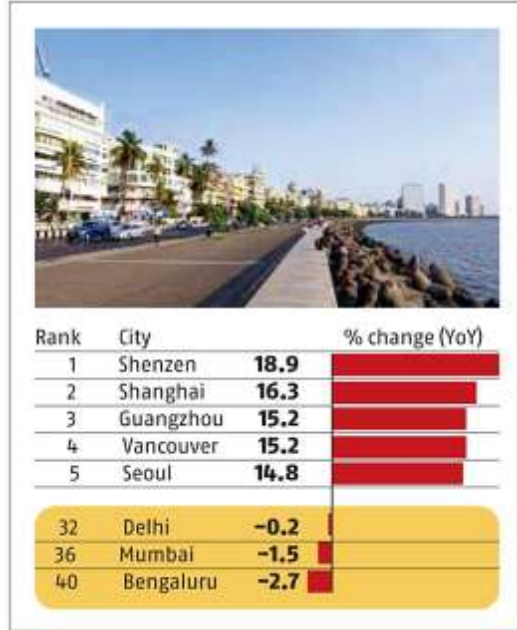 Rank City % change (YoY)
1 Shenzen 18.9
2 Shanghai 16.3
3 Guangzhou 15.2
4 Vancouver 15.2
5 Seoul 14.8
32 Delhi −0.2
36 Mumbai −1.5
40 Bengaluru −2.7